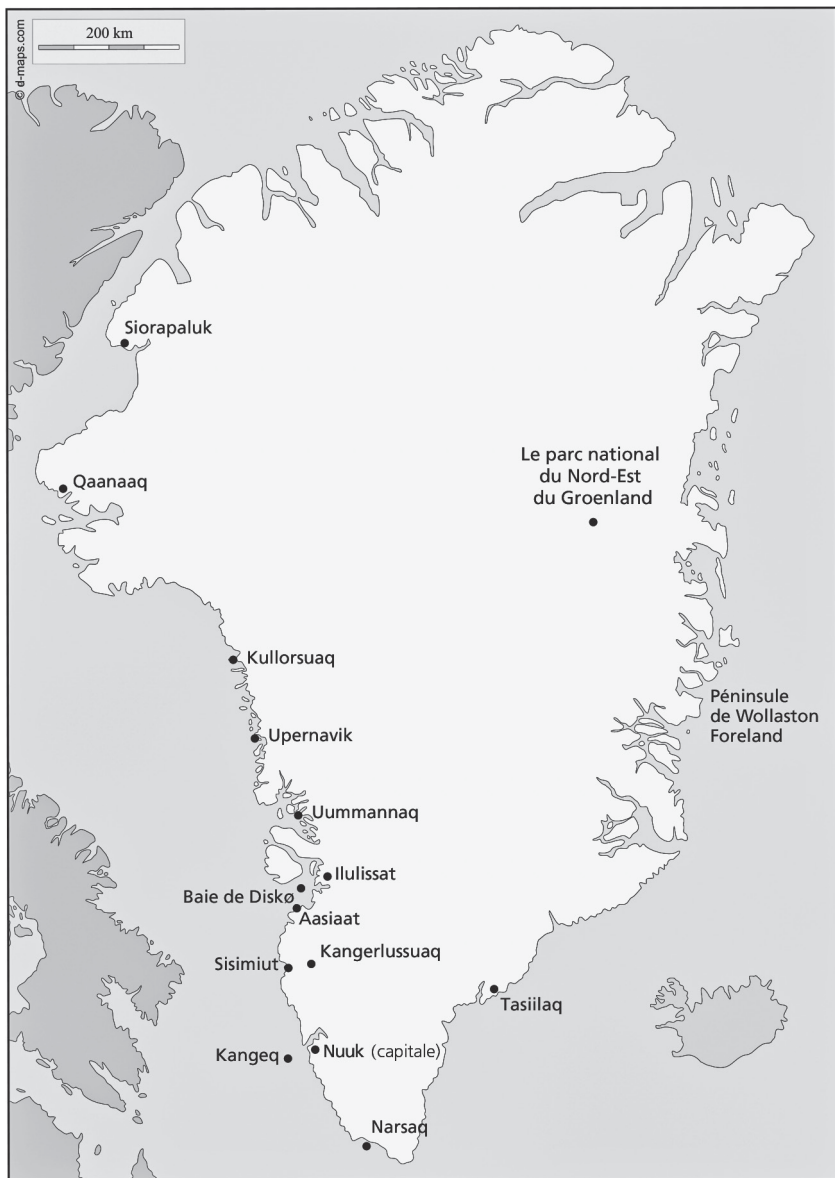 © d-maps.com
200 km
Siorapaluk
Le parc national
du Nord-Est
du Groenland
Qaanaaq
Kullorsuaq
Péninsule
de Wollaston
Foreland
Upernavik
Uummannaq
Ilulissat
Baie de Diskø
Aasiaat
Kangerlussuaq
Sisimiut
Tasiilaq
Nuuk (capitale)
Kangeq
Narsaq